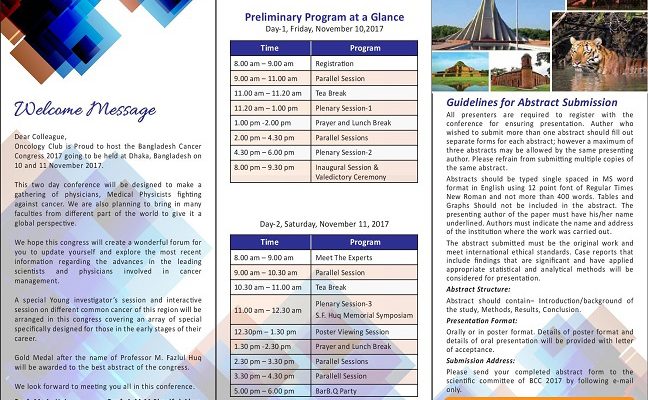 Welcome Message
Dear Colleague,
Oncology Club is Proud to host the Bangladesh Cancer
Congress 2017 going to be held at Dhaka, Bangladesh on
10 and 11 November 2017.
This two day conference will be designed to make a
gathering of physicians, Medical Physicists fighting
against cancer. We are also planning to bring in many
faculties from different part of the world to give it a
global perspective.
We hope this congress will create a wonderful forum for
you to update yourself and explore the most recent
information regarding the advances in the leading
scientists and physicians involved in cancer
management.
A special Young investigator's session and interactive
session on different common cancer of this region will be
arranged in this congress covering an array of special
specifically designed for those in the early stages of their
career.
Gold Medal after the name of Professor M. Fazlul Huq
will be awarded to the best abstract of the congress.
We look forward to meeting you all in this conference.
Preliminary Program at a Glance
Day-1, Friday, November 10,2017
Time Program
8.00 am – 9.00 am Registration
9.00 am – 11.00 am Parallel Session
11.00 am – 11.20 am Tea Break
11.20 am – 1.00 pm Plenary Session-1
1.00 pm -2.00 pm Prayer and Lunch Break
2.00 pm – 4.30 pm Parallel Sessions
4.30 pm – 6.00 pm Plenary Session-2
8.00 pm – 9.30 pm Inaugural Session &
Valedictory Ceremony
Day-2, Saturday, November 11, 2017
Time Program
8.00 am – 9.00 am Meet The Experts
9.00 am – 10.30 am Parallel Session
10.30 am – 11.00 am Tea Break
11.00 am – 12.30 am Plenary Session-3
S.F. Huq Memorial Symposium
12.30pm – 1.30 pm Poster Viewing Session
1.30 pm -2.30 pm Prayer and Lunch Break
2.30 pm – 3.30 pm Parallel Session
3.30 pm – 4.30 pm Parallell Session
5.00 pm – 6.00 pm BarB.Q Party
Guidelines for Abstract Submission
All presenters are required to register with the
conference for ensuring presentation. Auther who
wished to submit more than one abstract should fill out
separate forms for each abstract; however a maximum of
three abstracts may be allowed by the same presenting
author. Please refrain from submitting multiple copies of
the same abstract.
Abstracts should be typed single spaced in MS word
format in English using 12 point font of Regular Times
New Roman and not more than 400 words. Tables and
Graphs Should not be included in the abstract. The
presenting author of the paper must have his/her name
underlined. Authors must indicate the name and address
of the institution where the work was carried out.
The abstract submitted must be the original work and
meet international ethical standards. Case reports that
include findings that are significant and have applied
appropriate statistical and analytical methods will be
considered for presentation.
Abstract Structure:
Abstract should contain= Introduction/background of
the study, Methods, Results, Conclusion.
Presentation Format:
Orally or in poster format. Details of poster format and
details of oral presentation will be provided with letter
of acceptance.
Submission Address:
Please send your completed abstract form to the
scientific committee of BCC 2017 by following e-mail
only.